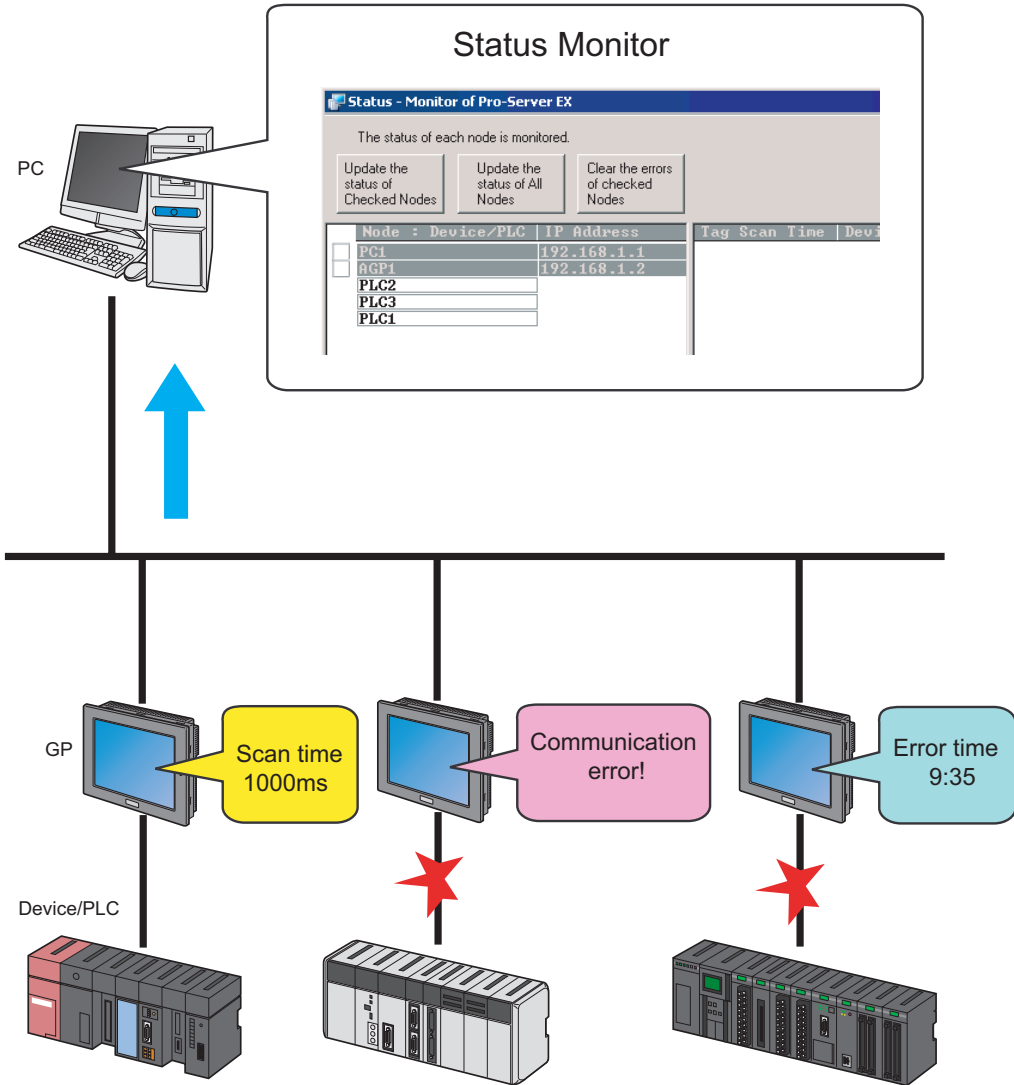 Status Monitor
Status - Monitor of Pro-Server EX
The status of each node is monitored.
Update the
status of
Checked Nodes
Update the
status of All
Nodes
Clear the errors
of checked
Nodes
Node : Device/PLC IP Address Tag Scan Time Devi
PC1 192.168.1.1
AGP1 192.168.1.2
PLC2
PLC3
PLC1
PC
GP
Scan time
1000ms
Communication
error!
Error time
9:35
Device/PLC